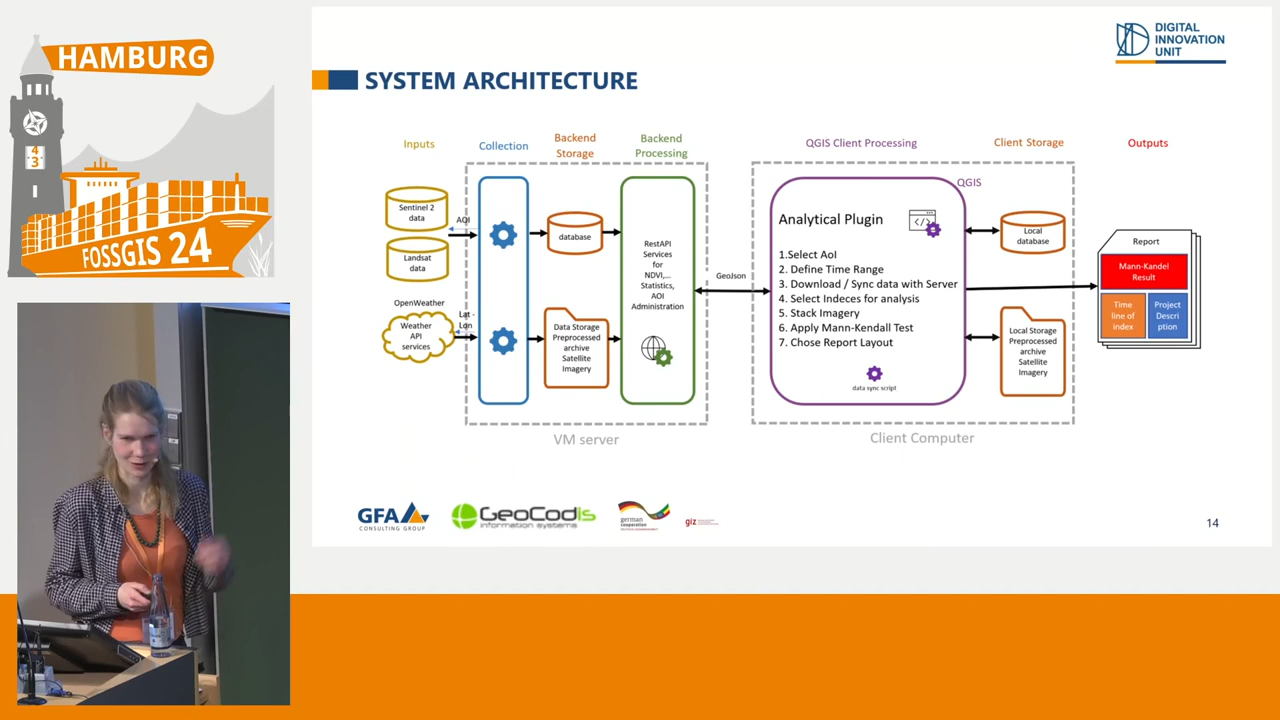 HAMBURG
4
3
FOSSGIS 24
DIGITAL
INNOVATION
UNIT
SYSTEM ARCHITECTURE
Inputs
Collection
Backend
Storage
Backend
Processing
QGIS Client Processing
Client Storage
Outputs
Sentinel 2
data
Landsat
data
AOI
OpenWeather
Weather
API
services
Lat -
Lon
database
Data Storage
Preprocessed
archive
Satellite
Imagery
RestAPI
Services
for
NDVI,...
Statistics,
AOI
Administration
VM server
GeoJson
QGIS
Analytical Plugin
1.Select AoI
2. Define Time Range
3. Download / Sync data with Server
4. Select Indeces for analysis
5. Stack Imagery
6. Apply Mann-Kendall Test
7. Chose Report Layout
data sync script
Local
database
Local Storage
Preprocessed
archive
Satellite
Imagery
Client Computer
Report
Mann-Kandel
Result
Time
line of
index
Project
Descri
ption
GFA
CONSULTING GROUP
GeoCodis
information systems
german
cooperation
giz
14